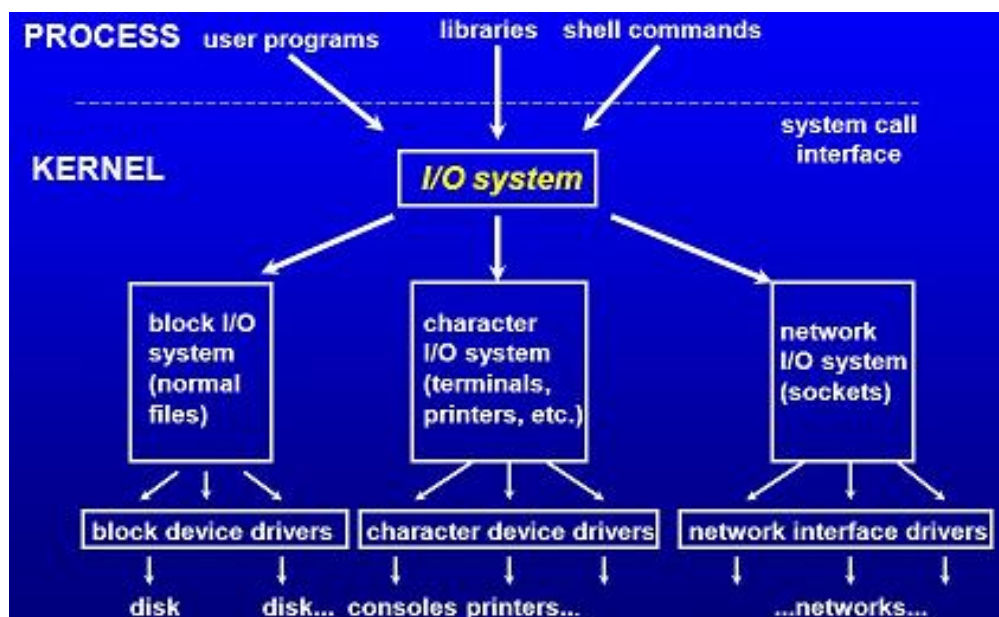 PROCESS
user programs
libraries
shell commands
system call
interface
KERNEL
I/O system
block I/O
system
(normal
files)
character
I/O system
(terminals,
printers, etc.)
network
I/O system
(sockets)
block device drivers
character device drivers
network interface drivers
disk
disk...
consoles
printers...
...networks...